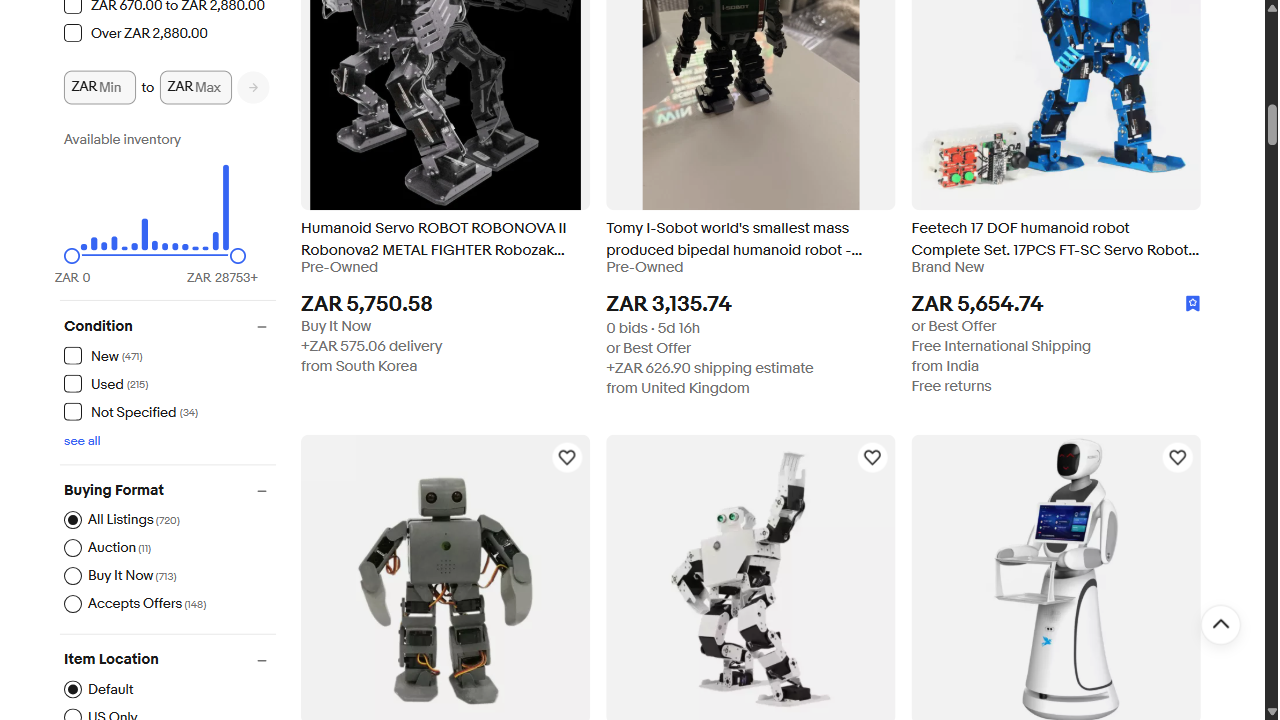 ZAR 670.00 to ZAR 2,880.00
Over ZAR 2,880.00
ZAR Min to ZAR Max
Available inventory
ZAR 0 ZAR 28753+
Condition
New (471)
Used (215)
Not Specified (34)
see all
Buying Format
All Listings (720)
Auction (11)
Buy It Now (713)
Accepts Offers (148)
Item Location
Default
US Only
Humanoid Servo ROBOT ROBONOVA II
Robonova2 METAL FIGHTER Robozak...
Pre-Owned
ZAR 5,750.58
Buy It Now
+ZAR 575.06 delivery
from South Korea
Tomy I-Sobot world's smallest mass
produced bipedal humanoid robot -...
Pre-Owned
ZAR 3,135.74
0 bids · 5d 16h
or Best Offer
+ZAR 626.90 shipping estimate
from United Kingdom
Feetech 17 DOF humanoid robot
Complete Set. 17PCS FT-SC Servo Robot...
Brand New
ZAR 5,654.74
or Best Offer
Free International Shipping
from India
Free returns